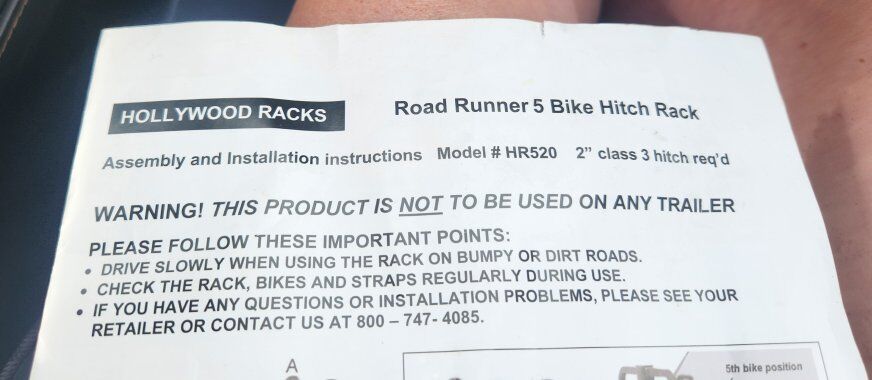 HOLLYWOOD RACKS Road Runner 5 Bike Hitch Rack
Assembly and Installation instructions Model # HR520 2” class 3 hitch req'd
WARNING! THIS PRODUCT IS NOT TO BE USED ON ANY TRAILER
PLEASE FOLLOW THESE IMPORTANT POINTS:
• DRIVE SLOWLY WHEN USING THE RACK ON BUMPY OR DIRT ROADS.
• CHECK THE RACK, BIKES AND STRAPS REGULARLY DURING USE.
• IF YOU HAVE ANY QUESTIONS OR INSTALLATION PROBLEMS, PLEASE SEE YOUR
RETAILER OR CONTACT US AT 800 – 747- 4085.
A
5th bike position